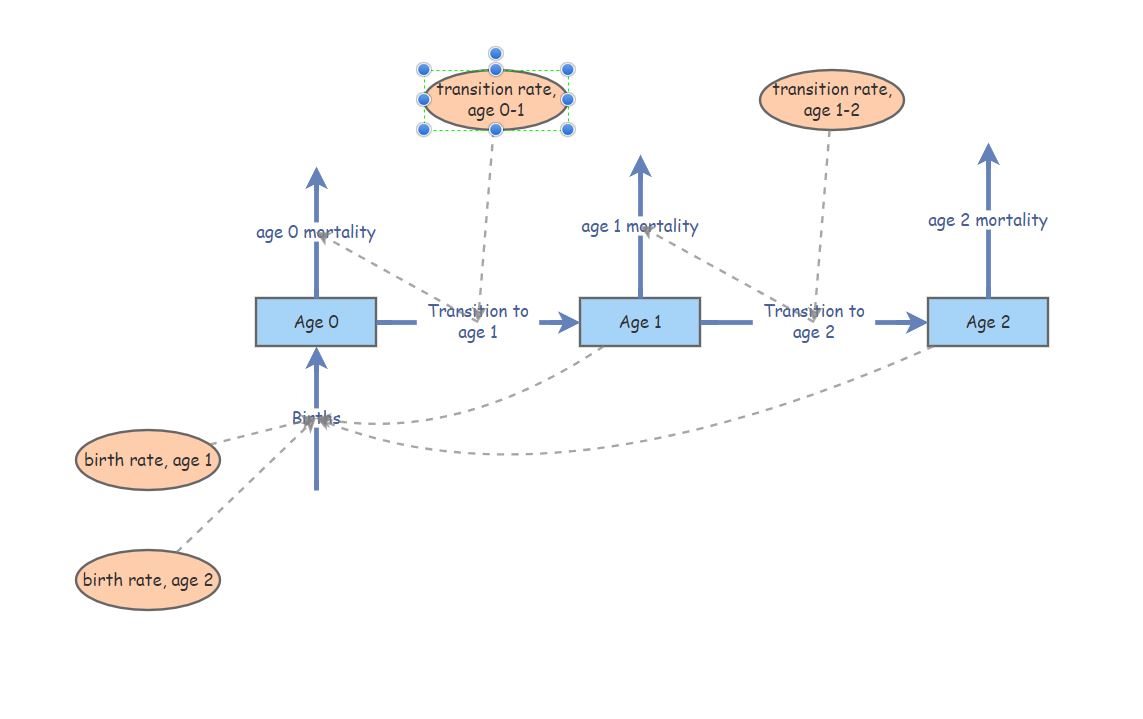 transition rate,
age 0-1
transition rate,
age 1-2
age 0 mortality
age 1 mortality
age 2 mortality
Age 0
Transition to
age 1
Age 1
Transition to
age 2
Age 2
Births
birth rate, age 1
birth rate, age 2